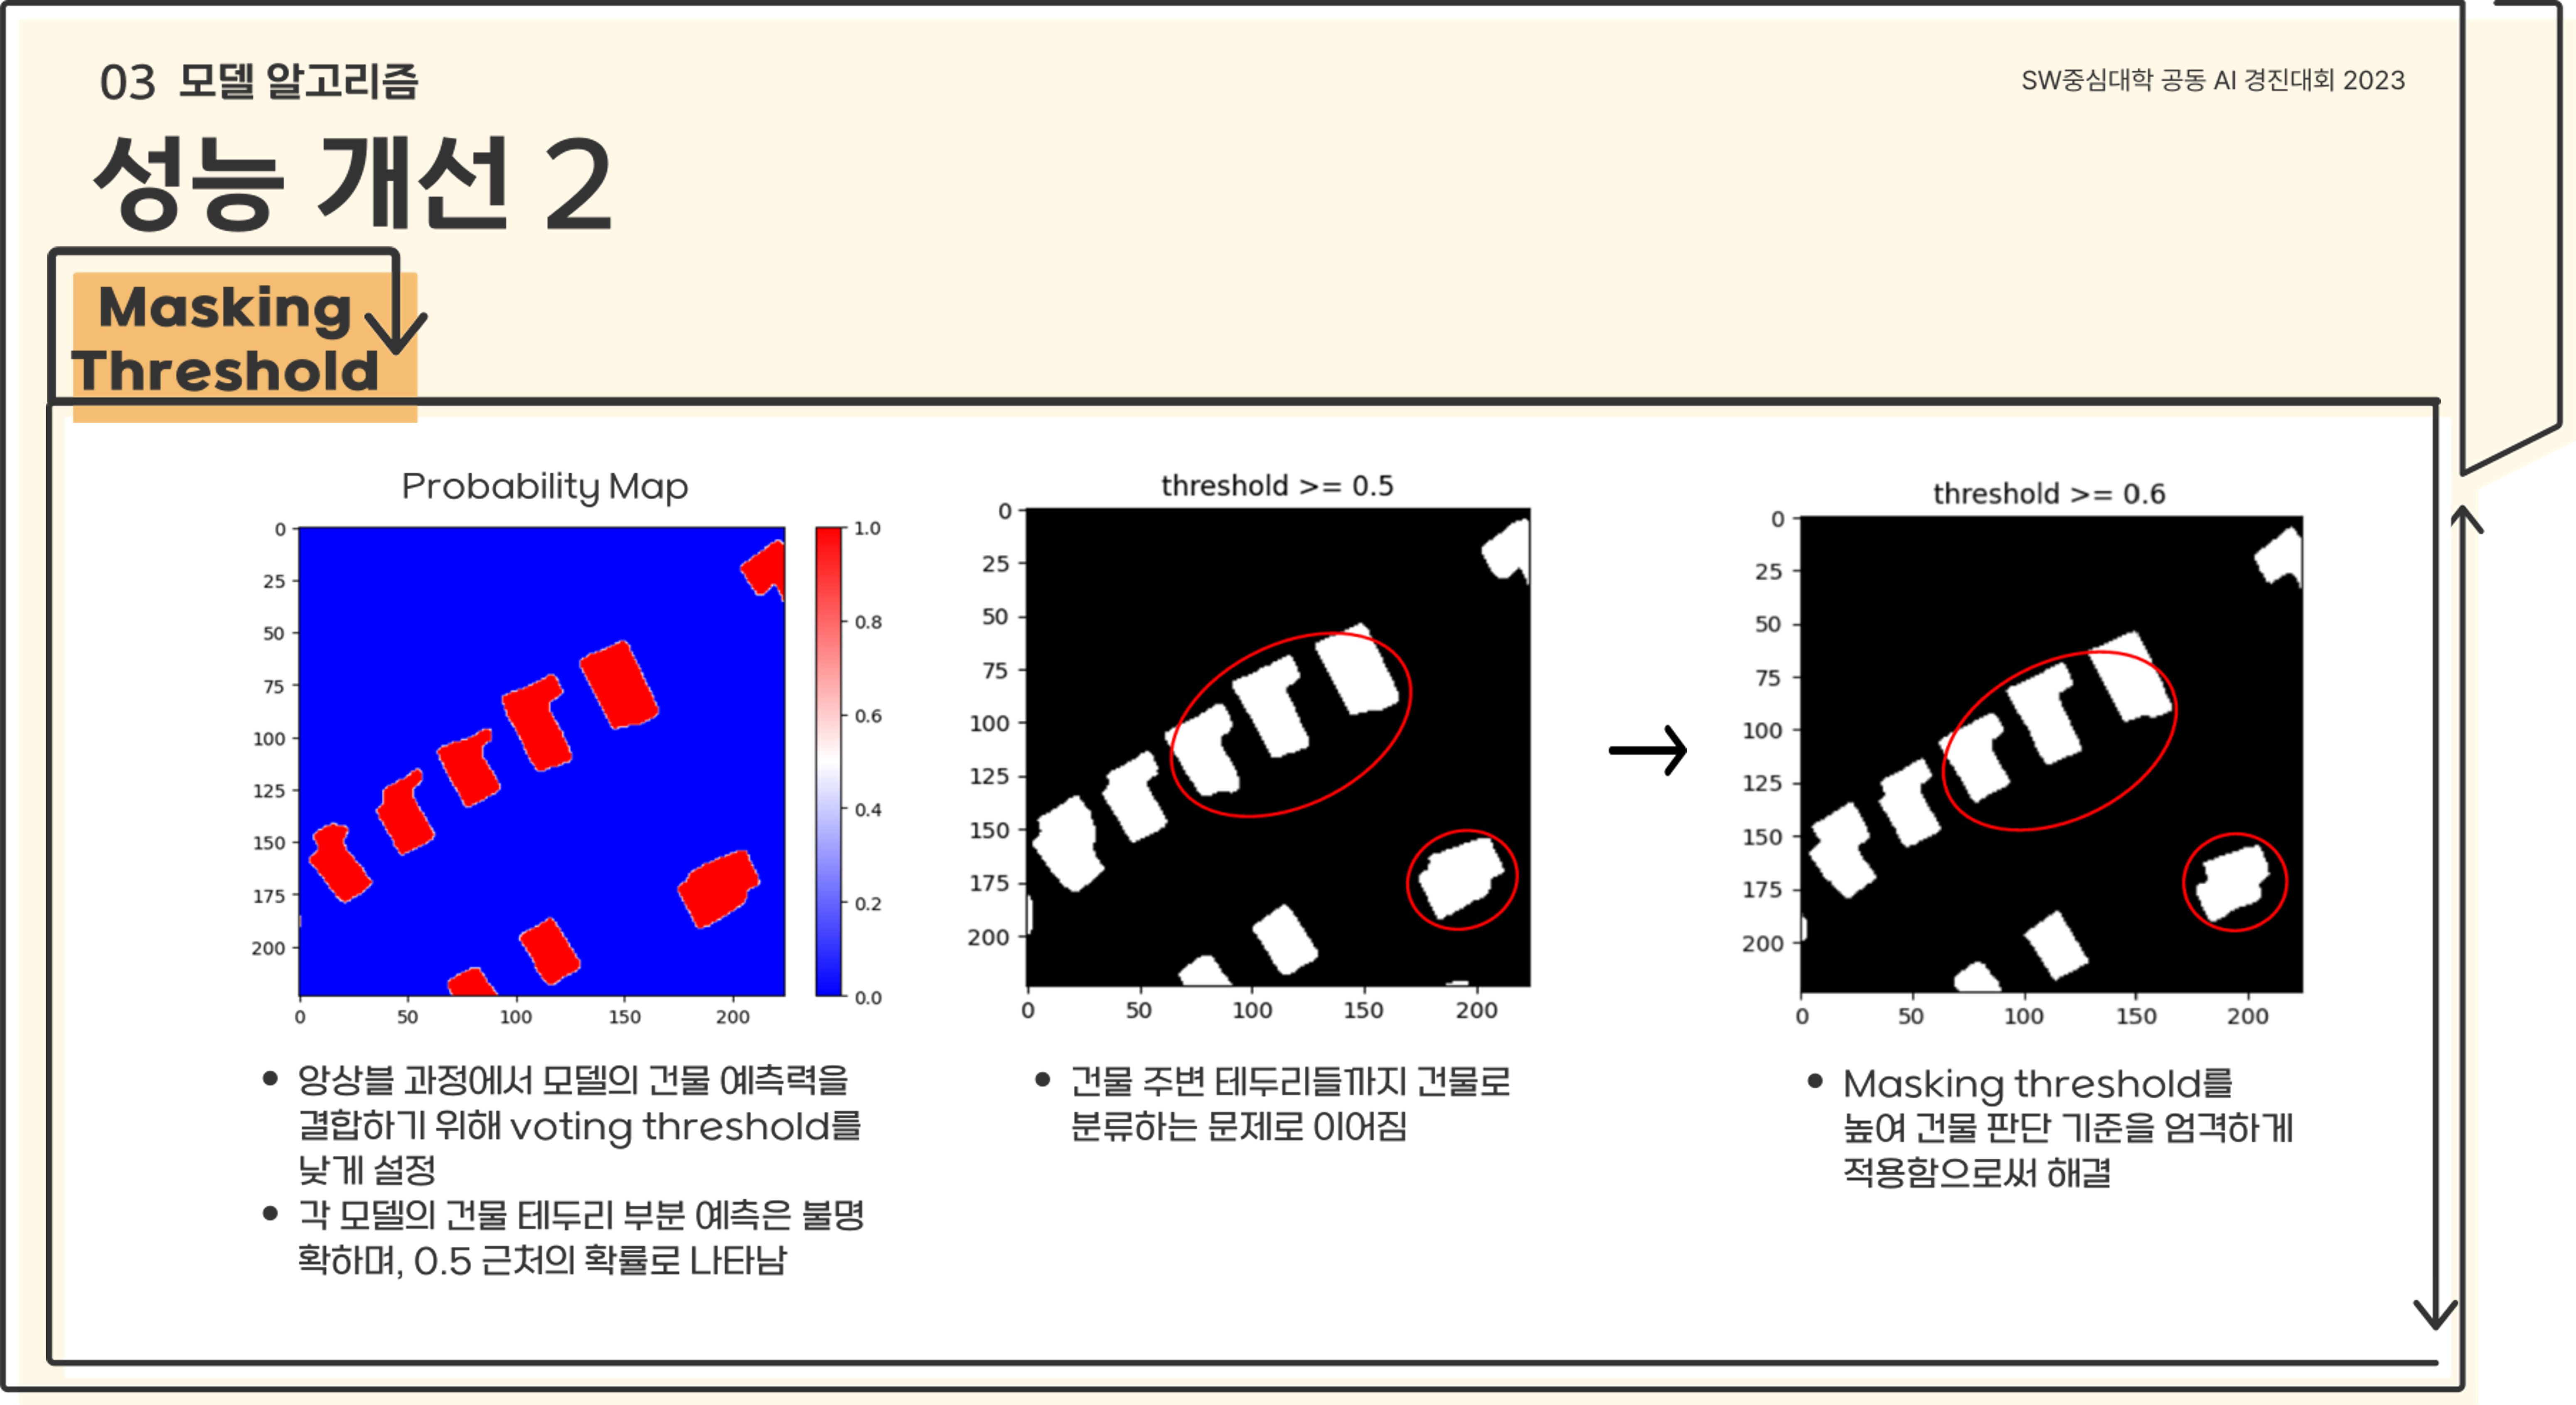 03 모델 알고리즘
SW중심대학 공동 AI 경진대회 2023
성능 개선 2
Masking
Threshold
Probability Map
0
25
50
75
100
125
150
175
200
0
50
100
150
200
1.0
0.8
0.6
0.4
0.2
0.0
• 앙상블 과정에서 모델의 건물 예측력을
결합하기 위해 voting threshold를
낮게 설정
• 각 모델의 건물 테두리 부분 예측은 불명
확하며, 0.5 근처의 확률로 나타남
threshold >= 0.5
0
25
50
75
100
125
150
175
200
0
50
100
150
200
• 건물 주변 테두리들까지 건물로
분류하는 문제로 이어짐
threshold >= 0.6
0
25
50
75
100
125
150
175
200
0
50
100
150
200
• Masking threshold를
높여 건물 판단 기준을 엄격하게
적용함으로써 해결